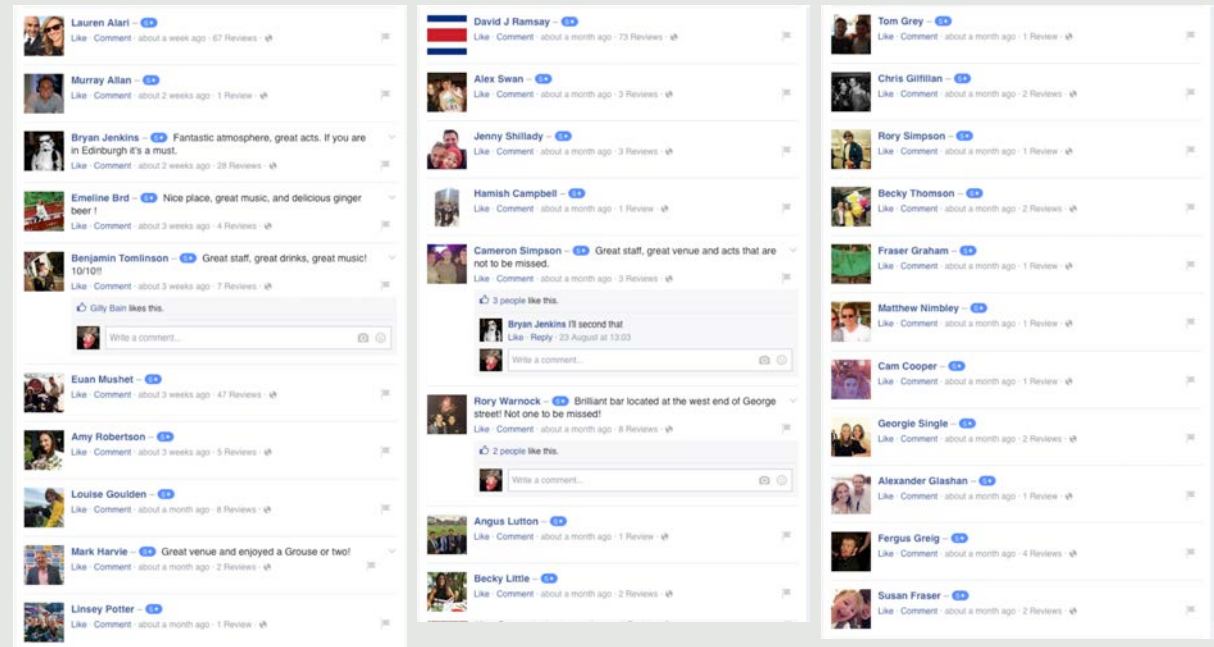 Lauren Alari – 5★
Like · Comment · about a week ago · 67 Reviews ·
Murray Allan – 5★
Like · Comment · about 2 weeks ago · 1 Review ·
Bryan Jenkins – 5★ Fantastic atmosphere, great acts. If you are
in Edinburgh it's a must.
Like · Comment · about 2 weeks ago · 28 Reviews ·
Emeline Brd – 5★ Nice place, great music, and delicious ginger
beer !
Like · Comment · about 3 weeks ago · 4 Reviews ·
Benjamin Tomlinson – 5★ Great staff, great drinks, great music!
10/10!!
Like · Comment · about 3 weeks ago · 7 Reviews ·
Gilly Bain likes this.
Write a comment...
Euan Mushet – 5★
Like · Comment · about 3 weeks ago · 47 Reviews ·
Amy Robertson – 5★
Like · Comment · about 3 weeks ago · 5 Reviews ·
Louise Goulden – 5★
Like · Comment · about a month ago · 8 Reviews ·
Mark Harvie – 5★ Great venue and enjoyed a Grouse or two!
Like · Comment · about a month ago · 2 Reviews ·
Linsey Potter – 5★
Like · Comment · about a month ago · 1 Review ·
David J Ramsay – 5★
Like · Comment · about a month ago · 73 Reviews ·
Alex Swan – 5★
Like · Comment · about a month ago · 3 Reviews ·
Jenny Shillady – 5★
Like · Comment · about a month ago · 3 Reviews ·
Hamish Campbell – 5★
Like · Comment · about a month ago · 1 Review ·
Cameron Simpson – 5★ Great staff, great venue and acts that are
not to be missed.
Like · Comment · about a month ago · 3 Reviews ·
3 people like this.
Bryan Jenkins I'll second that
Like · Reply · 23 August at 13:03
Write a comment...
Rory Warnock – 5★ Brilliant bar located at the west end of George
street! Not one to be missed!
Like · Comment · about a month ago · 8 Reviews ·
2 people like this.
Write a comment...
Angus Lutton – 5★
Like · Comment · about a month ago · 1 Review ·
Becky Little – 5★
Like · Comment · about a month ago · 2 Reviews ·
Tom Grey – 5★
Like · Comment · about a month ago · 1 Review ·
Chris Gilfillan – 5★
Like · Comment · about a month ago · 2 Reviews ·
Rory Simpson – 5★
Like · Comment · about a month ago · 1 Review ·
Becky Thomson – 5★
Like · Comment · about a month ago · 2 Reviews ·
Fraser Graham – 5★
Like · Comment · about a month ago · 1 Review ·
Matthew Nimbley – 5★
Like · Comment · about a month ago · 1 Review ·
Cam Cooper – 5★
Like · Comment · about a month ago · 1 Review ·
Georgie Single – 5★
Like · Comment · about a month ago · 2 Reviews ·
Alexander Glashan – 5★
Like · Comment · about a month ago · 1 Review ·
Fergus Greig – 5★
Like · Comment · about a month ago · 4 Reviews ·
Susan Fraser – 5★
Like · Comment · about a month ago · 2 Reviews ·